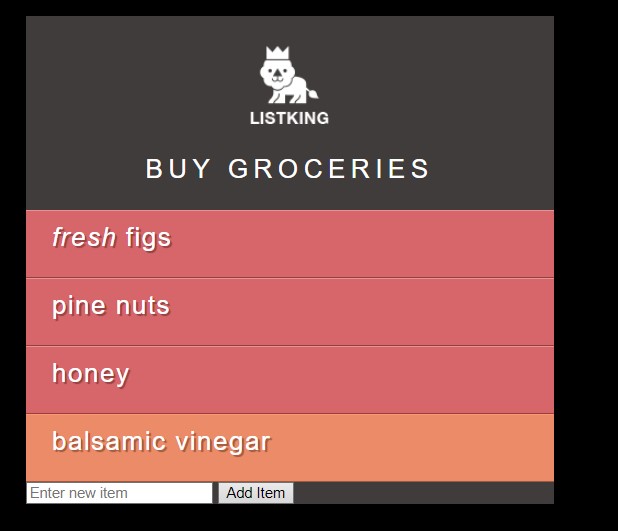 LISTKING
BUY GROCERIES
fresh figs
pine nuts
honey
balsamic vinegar
Enter new item Add Item